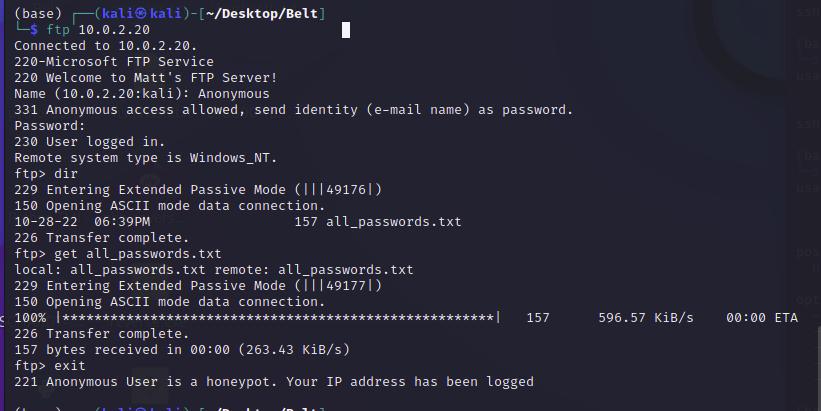 (base) ┌──(kali㉿kali)-[~/Desktop/Belt]
└─$ ftp 10.0.2.20
Connected to 10.0.2.20.
220-Microsoft FTP Service
220 Welcome to Matt's FTP Server!
Name (10.0.2.20:kali): Anonymous
331 Anonymous access allowed, send identity (e-mail name) as password.
Password:
230 User logged in.
Remote system type is Windows_NT.
ftp> dir
229 Entering Extended Passive Mode (|||49176|)
150 Opening ASCII mode data connection.
10-28-22  06:39PM                  157 all_passwords.txt
226 Transfer complete.
ftp> get all_passwords.txt
local: all_passwords.txt remote: all_passwords.txt
229 Entering Extended Passive Mode (|||49177|)
150 Opening ASCII mode data connection.
100% |******************************************************|   157      596.57 KiB/s    00:00 ETA
226 Transfer complete.
157 bytes received in 00:00 (263.43 KiB/s)
ftp> exit
221 Anonymous User is a honeypot. Your IP address has been logged
(base) ┌──(kali㉿kali)-[~/Desktop/Belt]